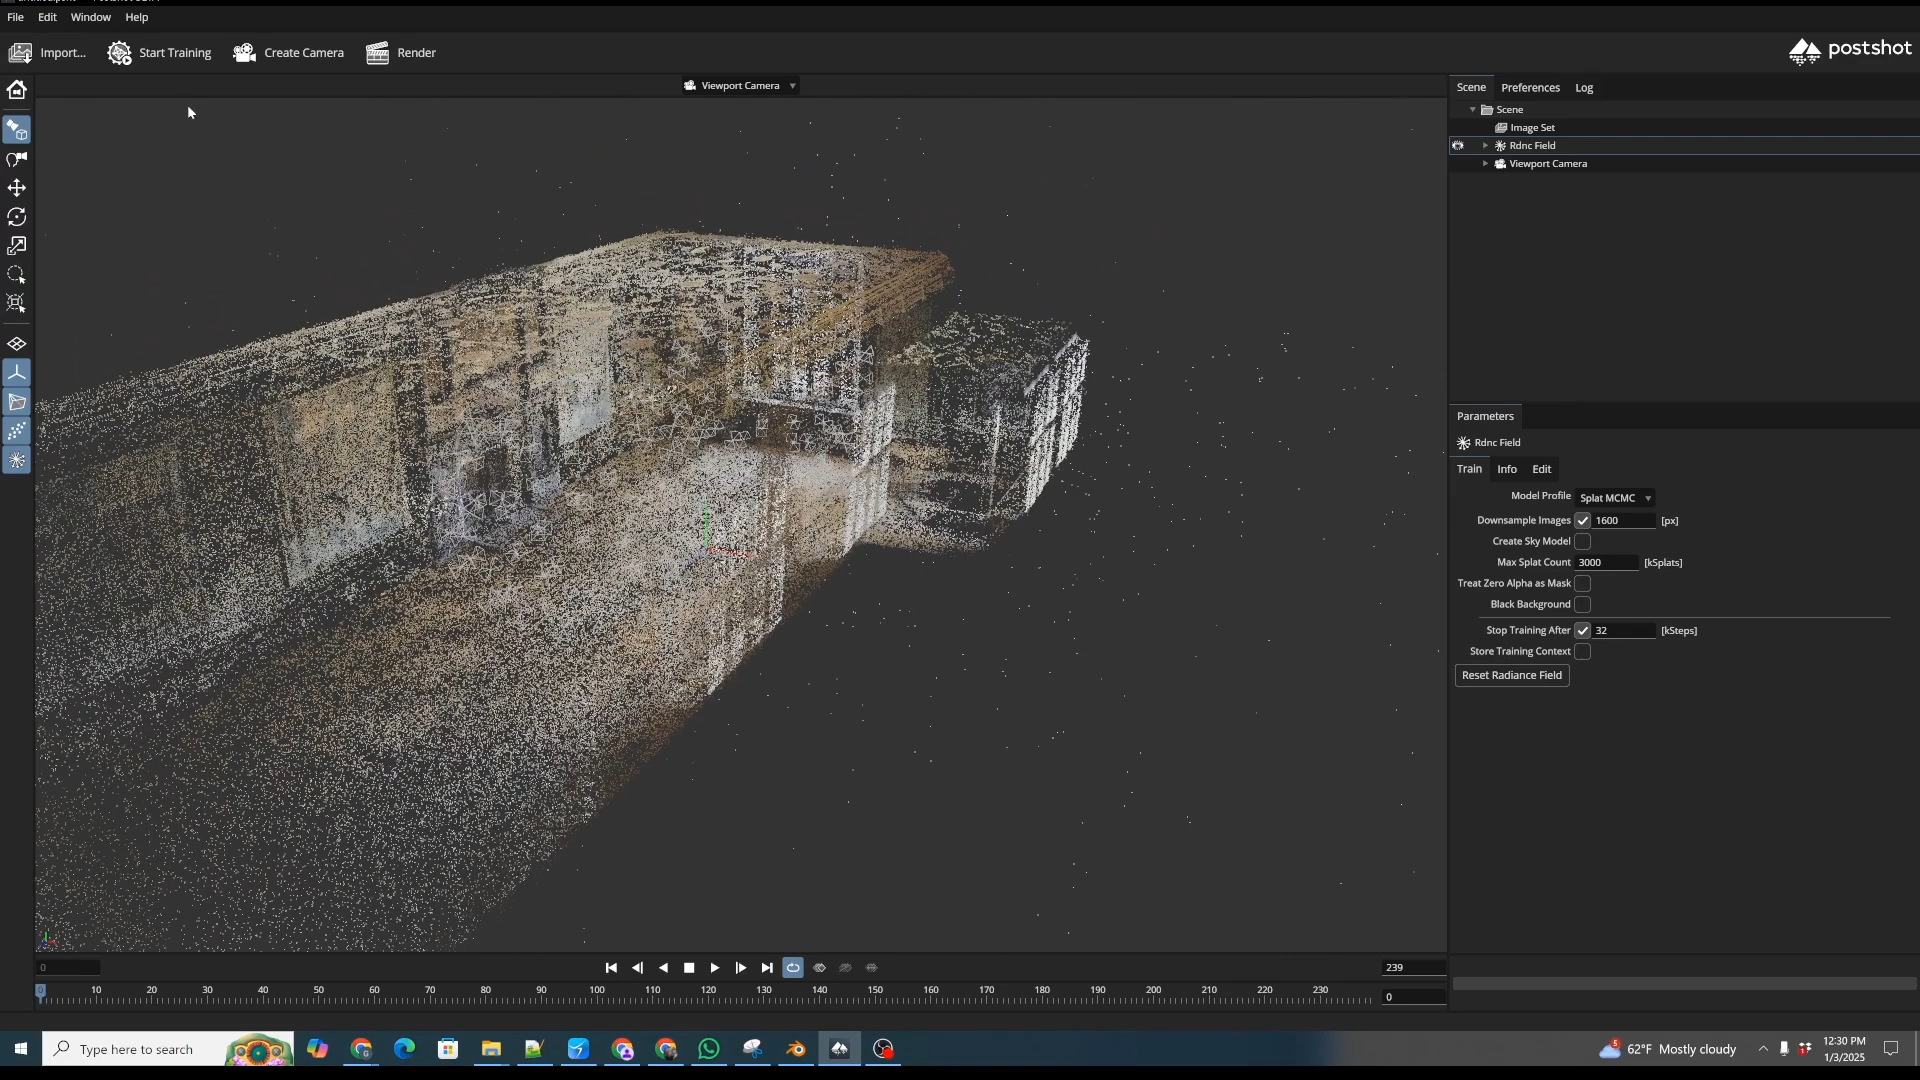 File Edit Window Help
Import... Start Training Create Camera Render
postshot
Viewport Camera
Scene Preferences Log
Scene
Image Set
Rdnc Field
Viewport Camera
Parameters
Rdnc Field
Train Info Edit
Model Profile Splat MCMC
Downsample Images 1600 [px]
Create Sky Model
Max Splat Count 3000 [kSplats]
Treat Zero Alpha as Mask
Black Background
Stop Training After 32 [kSteps]
Store Training Context
Reset Radiance Field
0
239
0 10 20 30 40 50 60 70 80 90 100 110 120 130 140 150 160 170 180 190 200 210 220 230
0
Type here to search
5
62°F Mostly cloudy
1
12:30 PM
1/3/2025